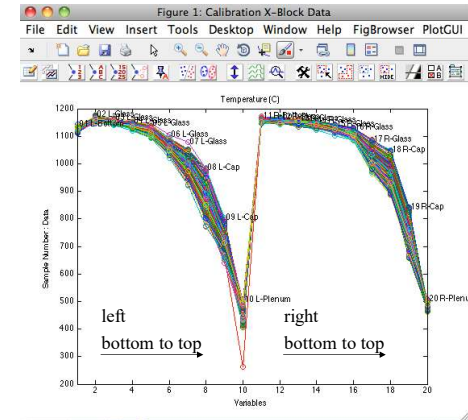 Figure 1: Calibration X-Block Data
File Edit View Insert Tools Desktop Window Help FigBrowser PlotGUI
Temperature (C)
1200
1100
1000
900
800
700
600
500
400
300
200
Sample Number : Data
02 L-Glass
06 L-Glass
07 L-Glass
08 L-Cap
09 L-Cap
10 L-Plenum
R-Glass
18 R-Cap
19 R-Cap
20 R-Plenu
left
bottom to top
right
bottom to top
2 4 6 8 10 12 14 16 18 20
Variables